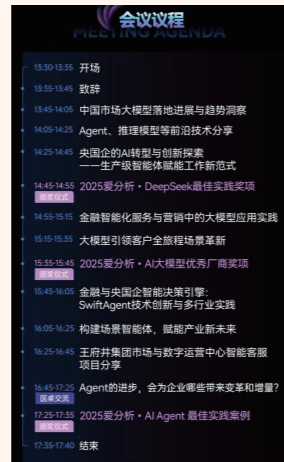 会议议程
MEETING AGENDA
13:30-13:35 开场
13:35-13:45 致辞
13:45-14:05 中国市场大模型落地进展与趋势洞察
14:05-14:25 Agent、推理模型等前沿技术分享
14:25-14:45 央国企的AI转型与创新探索
——生产级智能体赋能工作新范式
14:45-14:55 2025爱分析·DeepSeek最佳实践奖项
颁奖仪式
14:55-15:15 金融智能化服务与营销中的大模型应用实践
15:15-15:35 大模型引领客户全旅程场景革新
15:35-15:45 2025爱分析·AI大模型优秀厂商奖项
颁奖仪式
15:45-16:05 金融与央国企智能决策引擎:
SwiftAgent技术创新与多行业实践
16:05-16:25 构建场景智能体，赋能产业新未来
16:25-16:45 王府井集团市场与数字运营中心智能客服
项目分享
16:45-17:25 Agent的进步，会为企业哪些带来变革和增量?
圆桌交流
17:25-17:35 2025爱分析·AI Agent 最佳实践案例
颁奖仪式
17:35-17:40 结束